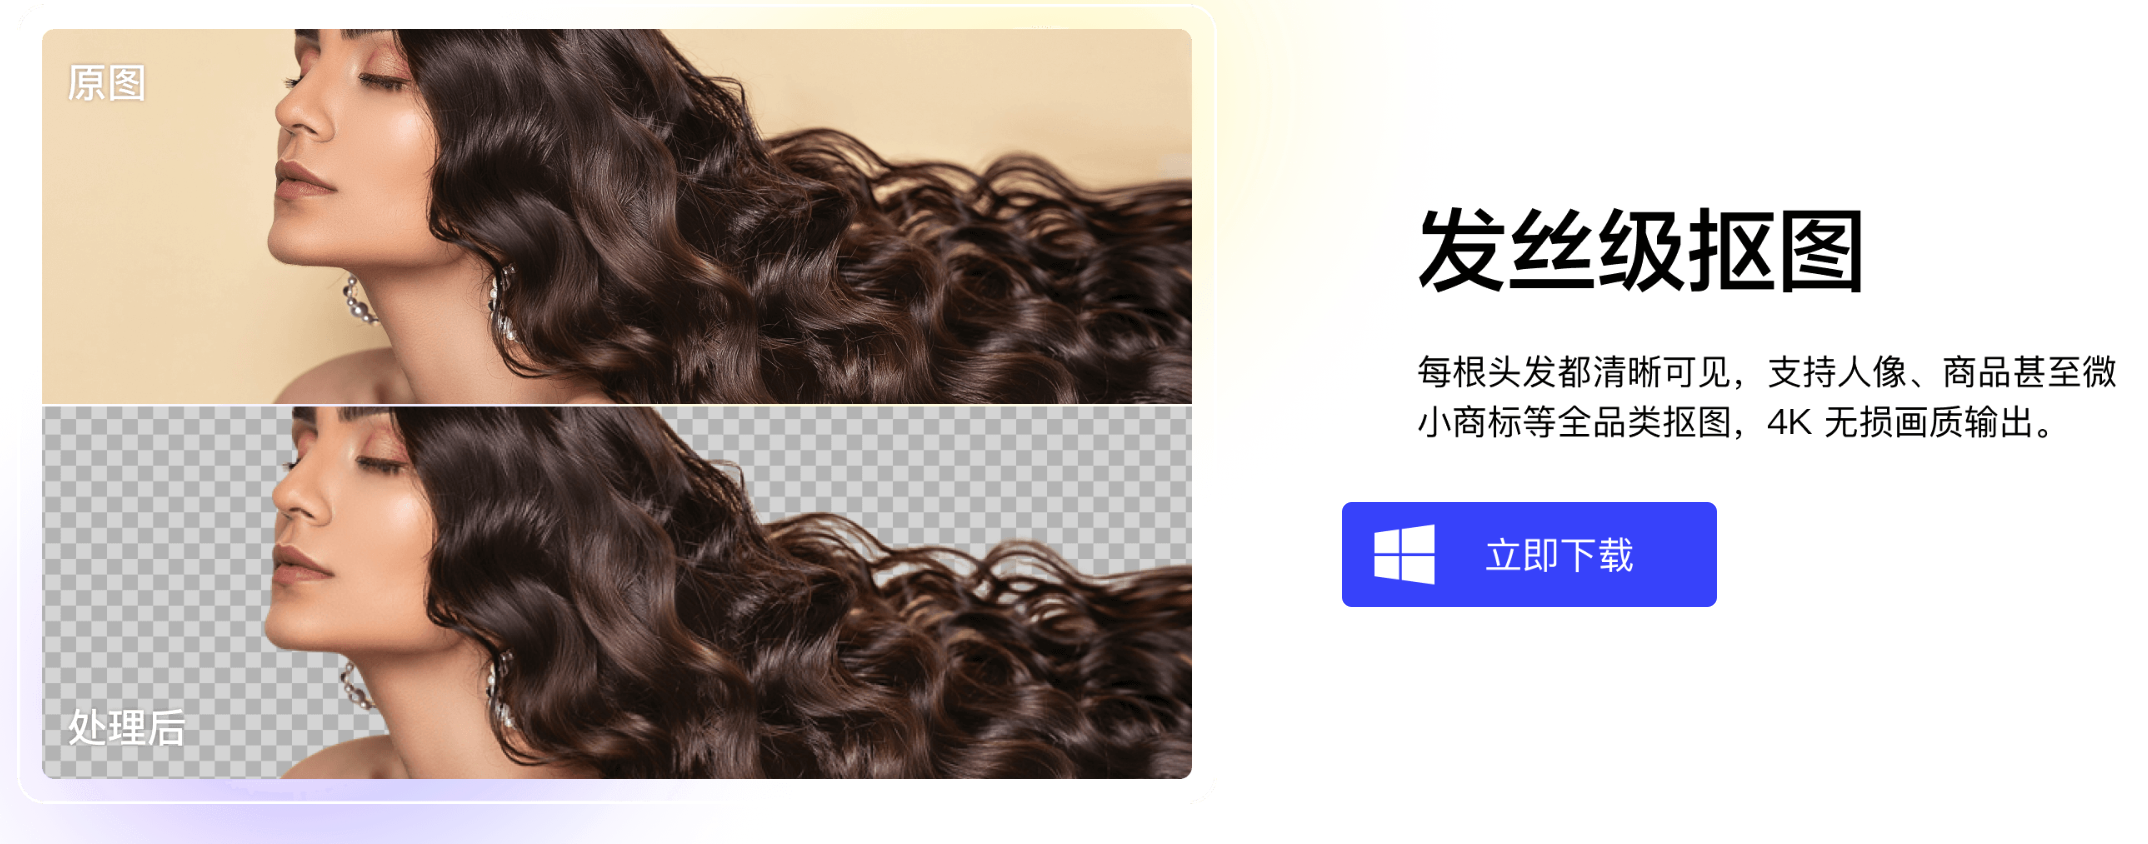 原图
处理后
发丝级抠图
每根头发都清晰可见，支持人像、商品甚至微
小商标等全品类抠图，4K 无损画质输出。
立即下载